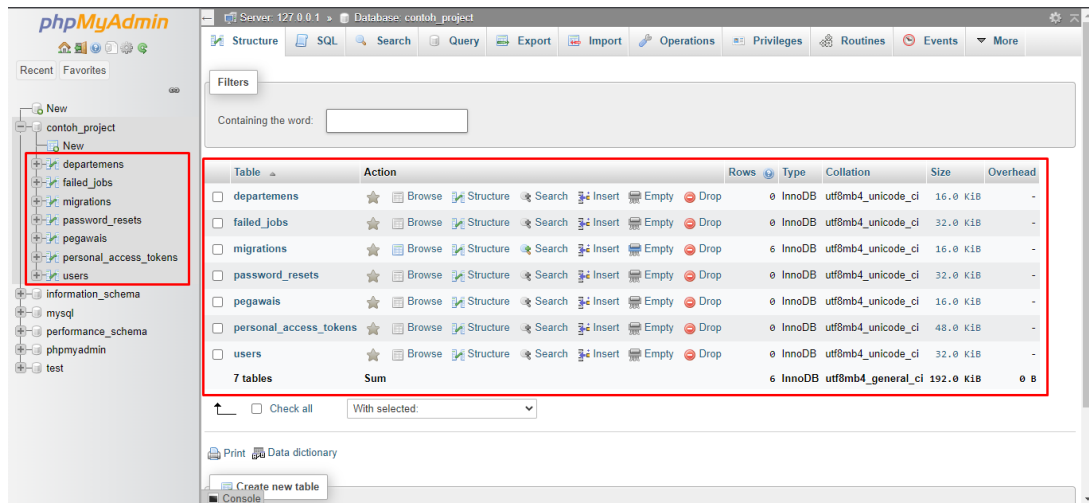 phpMyAdmin
Recent Favorites
New
contoh_project
New
departemens
failed_jobs
migrations
password_resets
pegawais
personal_access_tokens
users
information_schema
mysql
performance_schema
phpmyadmin
test
Server: 127.0.0.1 » Database: contoh_project
Structure SQL Search Query Export Import Operations Privileges Routines Events More
Filters
Containing the word:
Table Action Rows Type Collation Size Overhead
departemens Browse Structure Search Insert Empty Drop 0 InnoDB utf8mb4_unicode_ci 16.0 KiB -
failed_jobs Browse Structure Search Insert Empty Drop 0 InnoDB utf8mb4_unicode_ci 32.0 KiB -
migrations Browse Structure Search Insert Empty Drop 6 InnoDB utf8mb4_unicode_ci 16.0 KiB -
password_resets Browse Structure Search Insert Empty Drop 0 InnoDB utf8mb4_unicode_ci 32.0 KiB -
pegawais Browse Structure Search Insert Empty Drop 0 InnoDB utf8mb4_unicode_ci 16.0 KiB -
personal_access_tokens Browse Structure Search Insert Empty Drop 0 InnoDB utf8mb4_unicode_ci 48.0 KiB -
users Browse Structure Search Insert Empty Drop 0 InnoDB utf8mb4_unicode_ci 32.0 KiB -
7 tables Sum 6 InnoDB utf8mb4_general_ci 192.0 KiB 0 B
Check all With selected:
Print Data dictionary
Create new table
Console